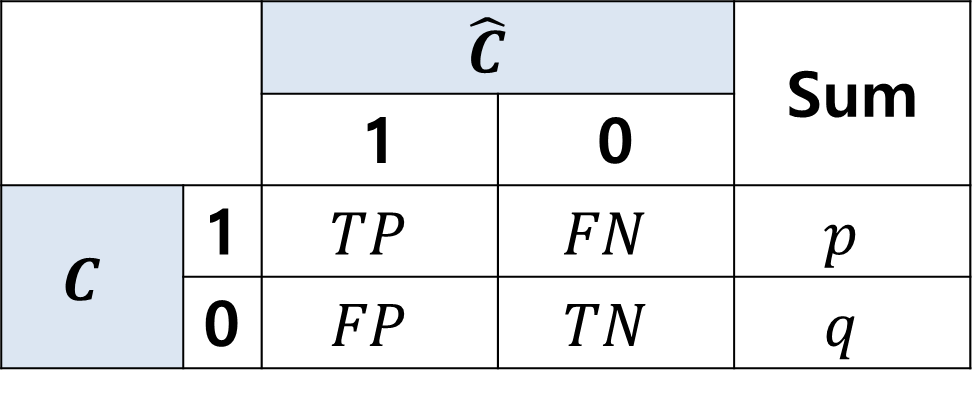 Ĉ
Sum
1 0
C
1 TP FN p
0 FP TN q